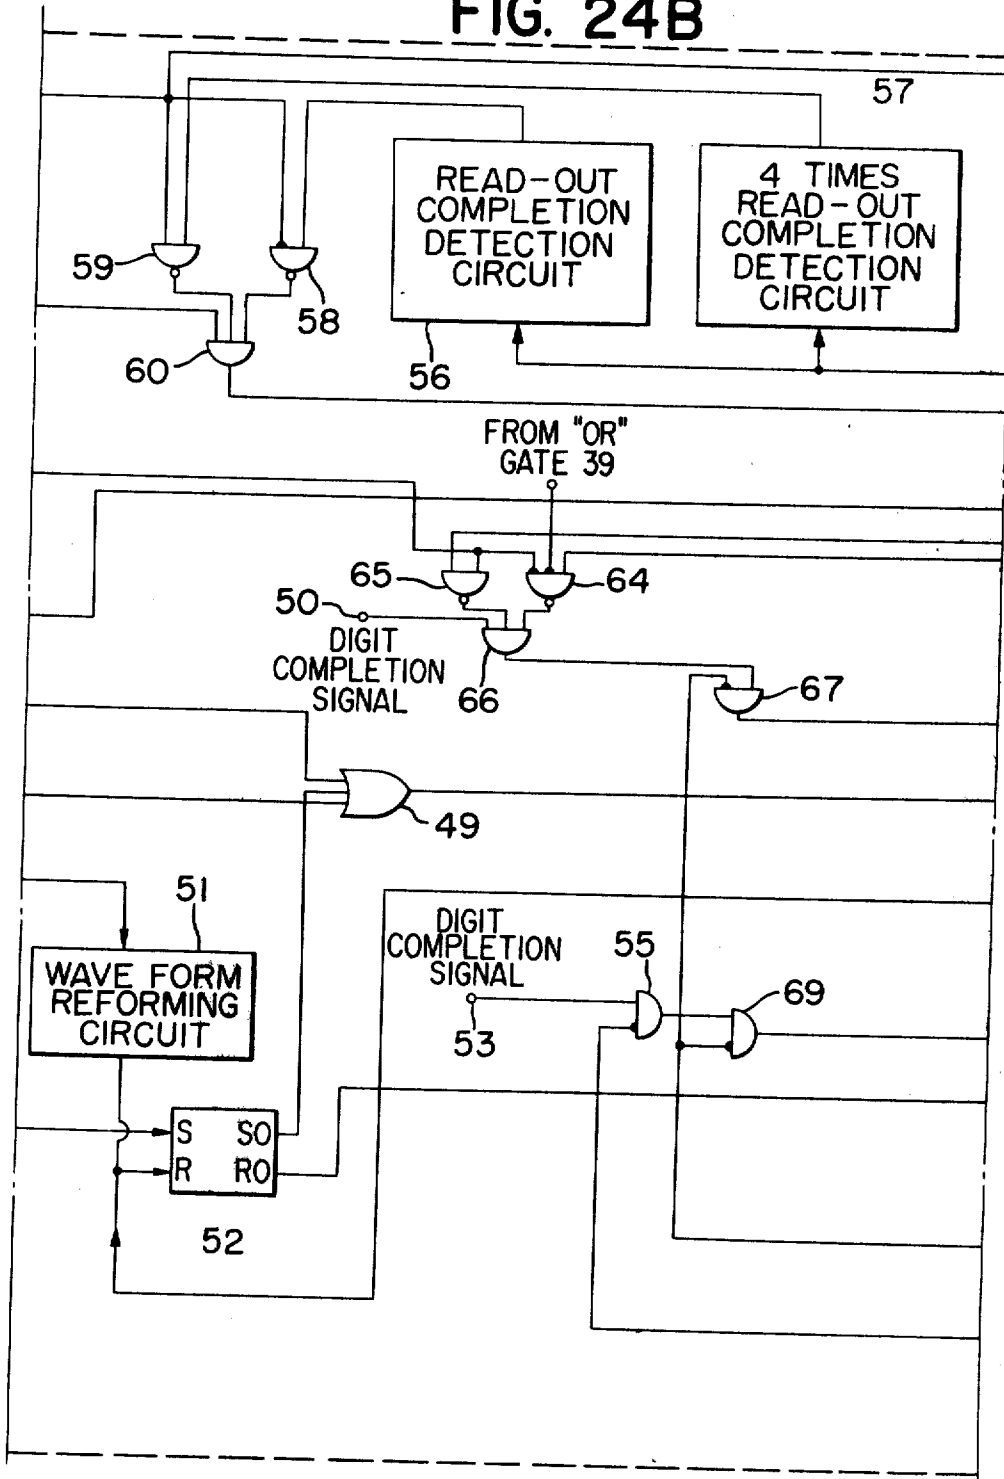 FIG. 24B
57
READ-OUT
COMPLETION
DETECTION
CIRCUIT
4 TIMES
READ-OUT
COMPLETION
DETECTION
CIRCUIT
59
58
60
56
FROM "OR"
GATE 39
65
64
50
DIGIT
COMPLETION
SIGNAL
66
67
49
51
WAVE FORM
REFORMING
CIRCUIT
DIGIT
COMPLETION
SIGNAL
53
55
69
S SO
R RO
52